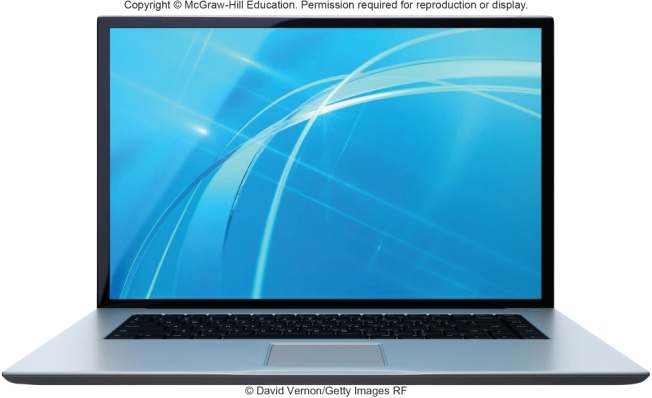 Copyright © McGraw-Hill Education. Permission required for reproduction or display.
© David Vernon/Getty Images RF